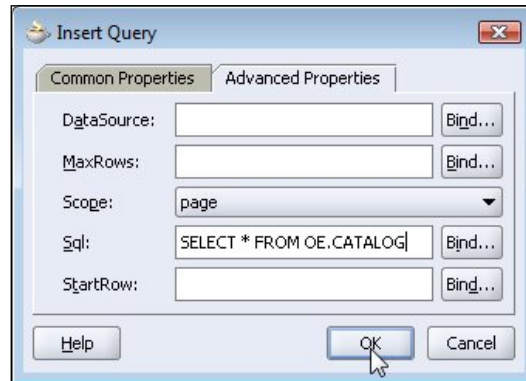 Insert Query
Common Properties Advanced Properties
DataSource: Bind...
MaxRows: Bind...
Scope: page
Sql: SELECT * FROM OE.CATALOG Bind...
StartRow: Bind...
Help OK Cancel